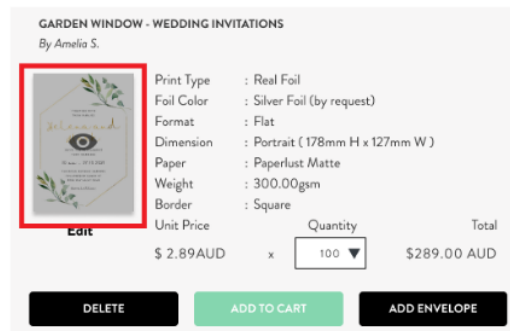 GARDEN WINDOW - WEDDING INVITATIONS
By Amelia S.
Print Type : Real Foil
Foil Color : Silver Foil (by request)
Format : Flat
Dimension : Portrait ( 178mm H x 127mm W )
Paper : Paperlust Matte
Weight : 300.00gsm
Border : Square
Edit
Unit Price Quantity Total
$ 2.89AUD x 100 $289.00 AUD
DELETE ADD TO CART ADD ENVELOPE